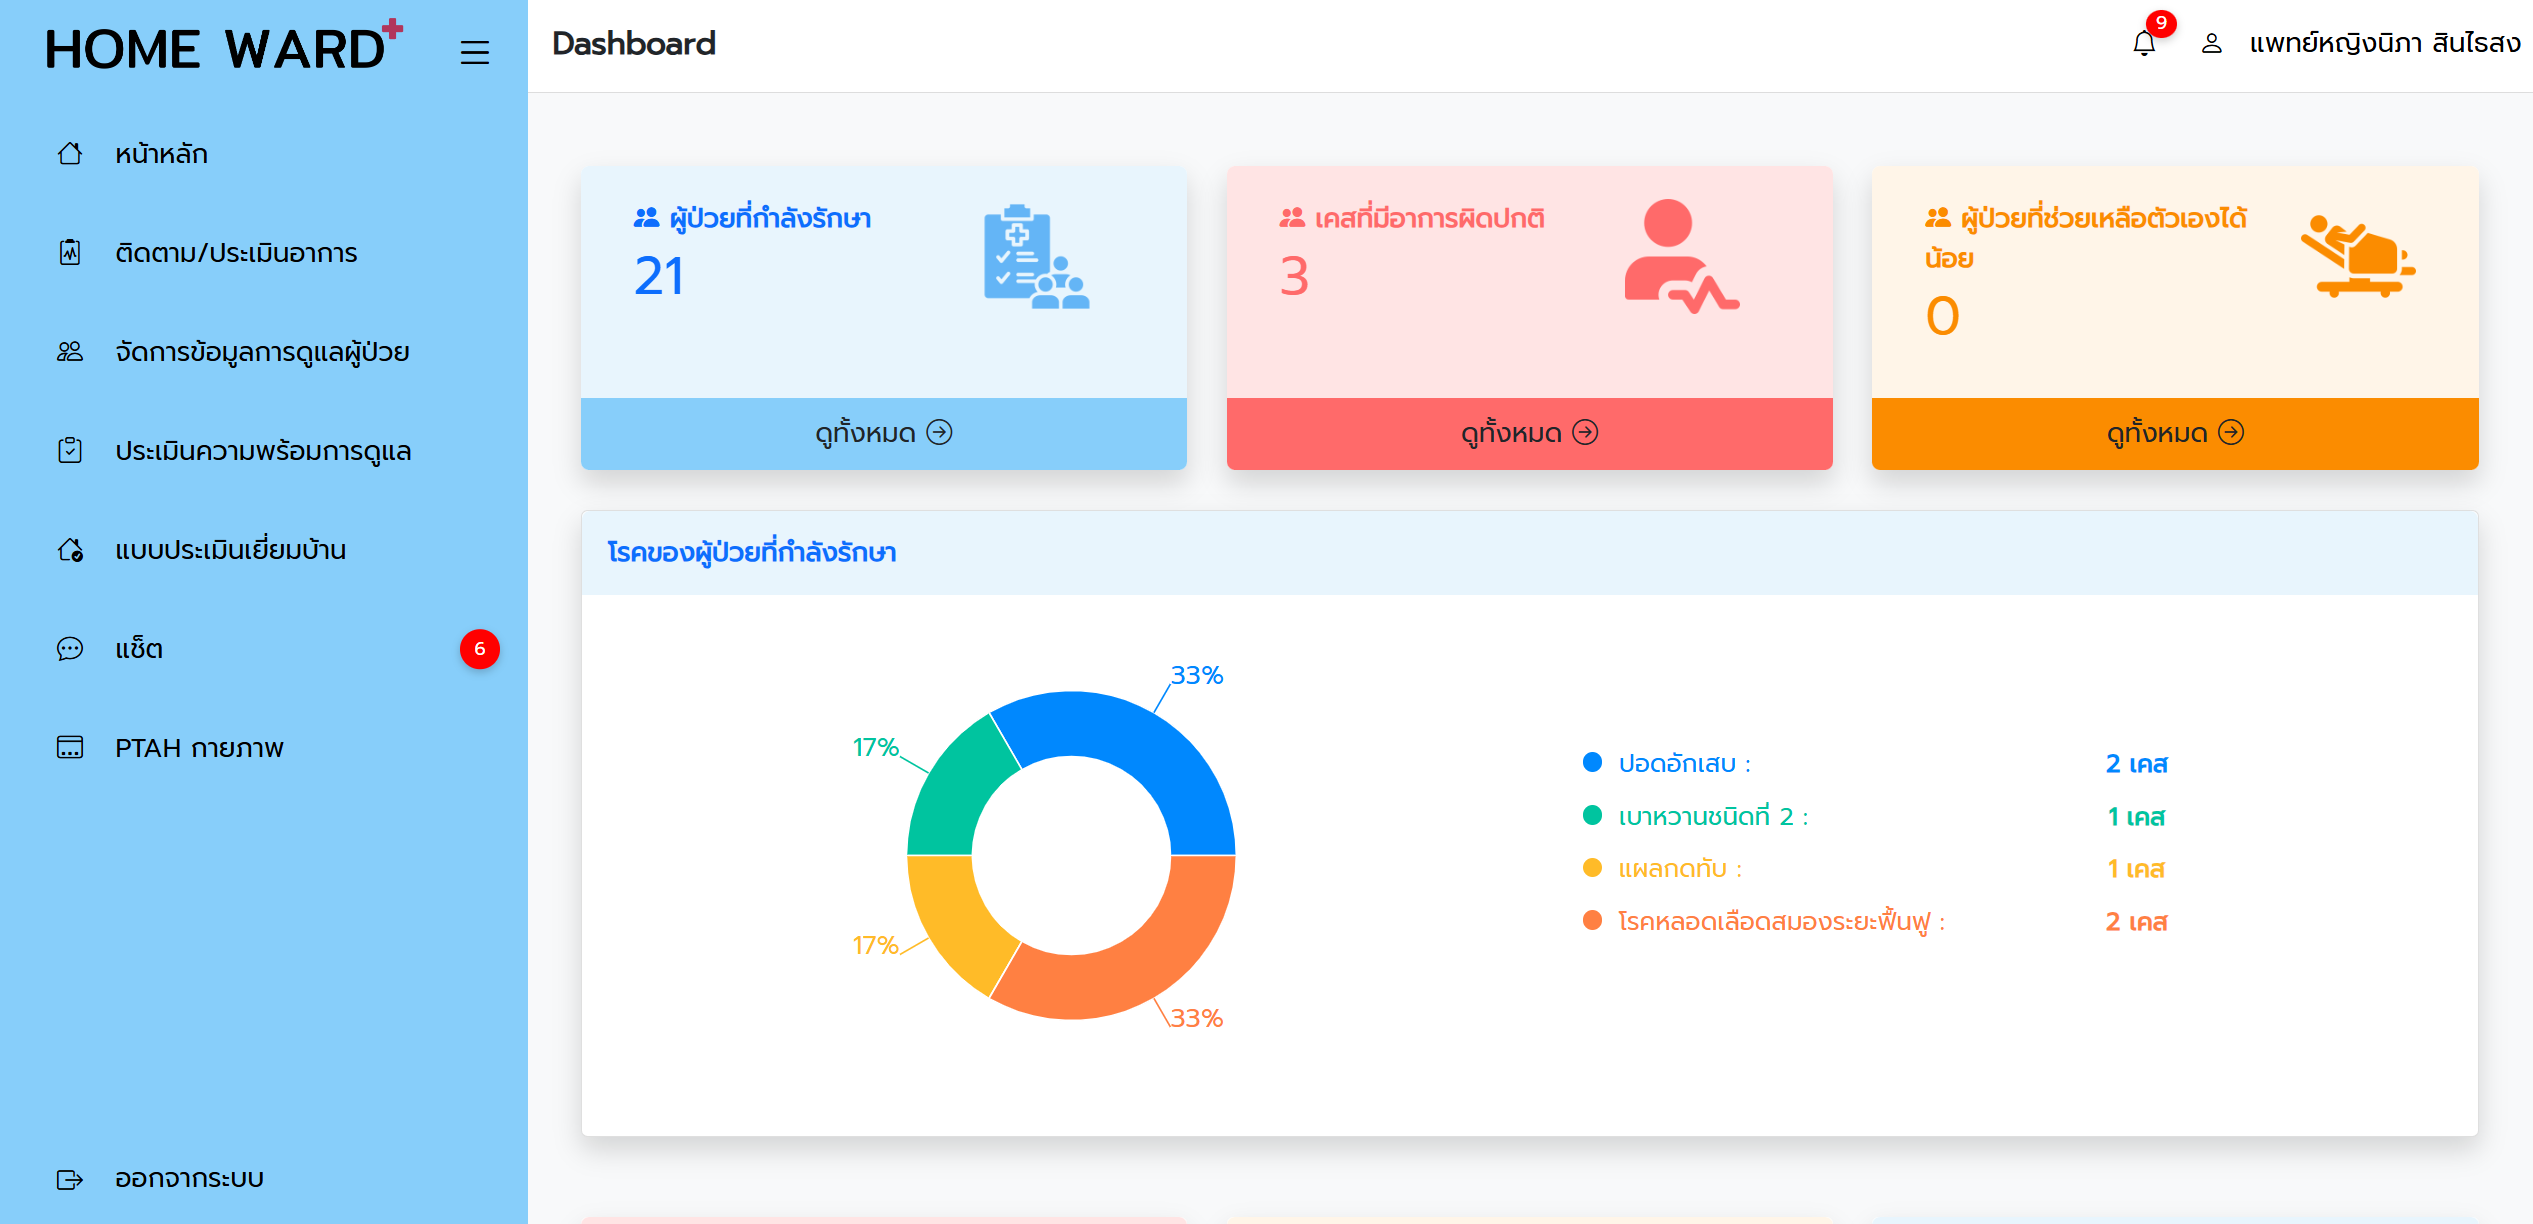 HOME WARD
หน้าหลัก
ติดตาม/ประเมินอาการ
จัดการข้อมูลการดูแลผู้ป่วย
ประเมินความพร้อมการดูแล
แบบประเมินเยี่ยมบ้าน
แช็ต
6
PTAH กายภาพ
ออกจากระบบ
Dashboard
9
แพทย์หญิงนิภา สินไธสง
ผู้ป่วยที่กำลังรักษา
21
ดูทั้งหมด
เคสที่มีอาการผิดปกติ
3
ดูทั้งหมด
ผู้ป่วยที่ช่วยเหลือตัวเองได้
น้อย
0
ดูทั้งหมด
โรคของผู้ป่วยที่กำลังรักษา
33%
17%
17%
33%
ปอดอักเสบ : 2 เคส
เบาหวานชนิดที่ 2 : 1 เคส
แผลกดทับ : 1 เคส
โรคหลอดเลือดสมองระยะฟื้นฟู : 2 เคส